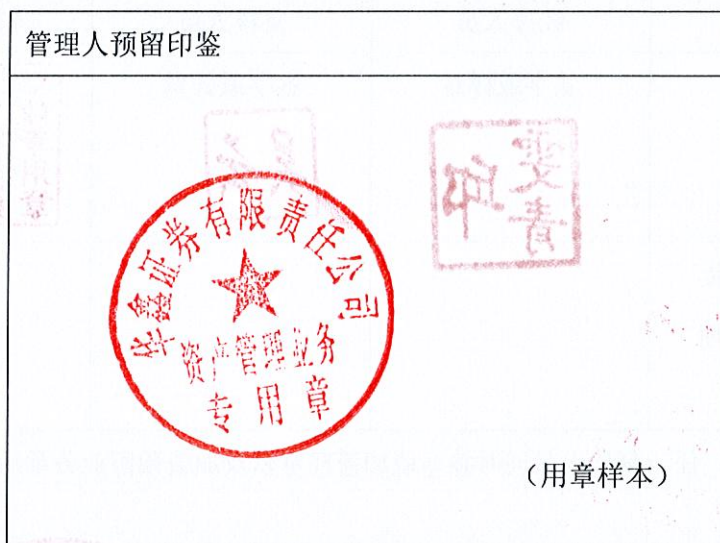 管理人预留印鉴
华鑫证券有限责任公司
资产管理业务
专用章
（用章样本）